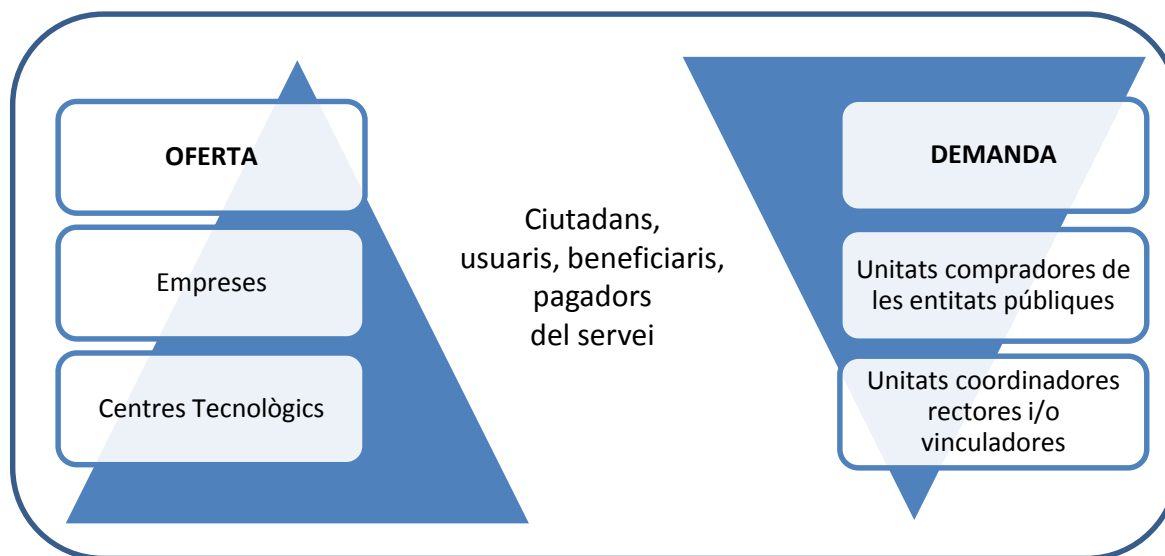 OFERTA
Empreses
Centres Tecnològics
Ciutadans,
usuaris, beneficiaris,
pagadors
del servei
DEMANDA
Unitats compradores de
les entitats públiques
Unitats coordinadores
rectores i/o
vinculadores